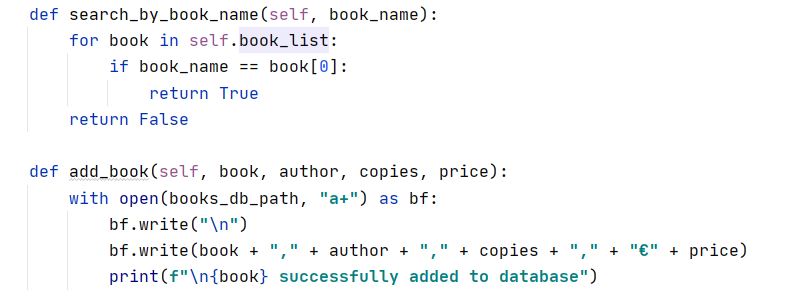 def search_by_book_name(self, book_name):
    for book in self.book_list:
        if book_name == book[0]:
            return True
    return False

def add_book(self, book, author, copies, price):
    with open(books_db_path, "a+") as bf:
        bf.write("\n")
        bf.write(book + "," + author + "," + copies + "," + "€" + price)
        print(f"\n{book} successfully added to database")